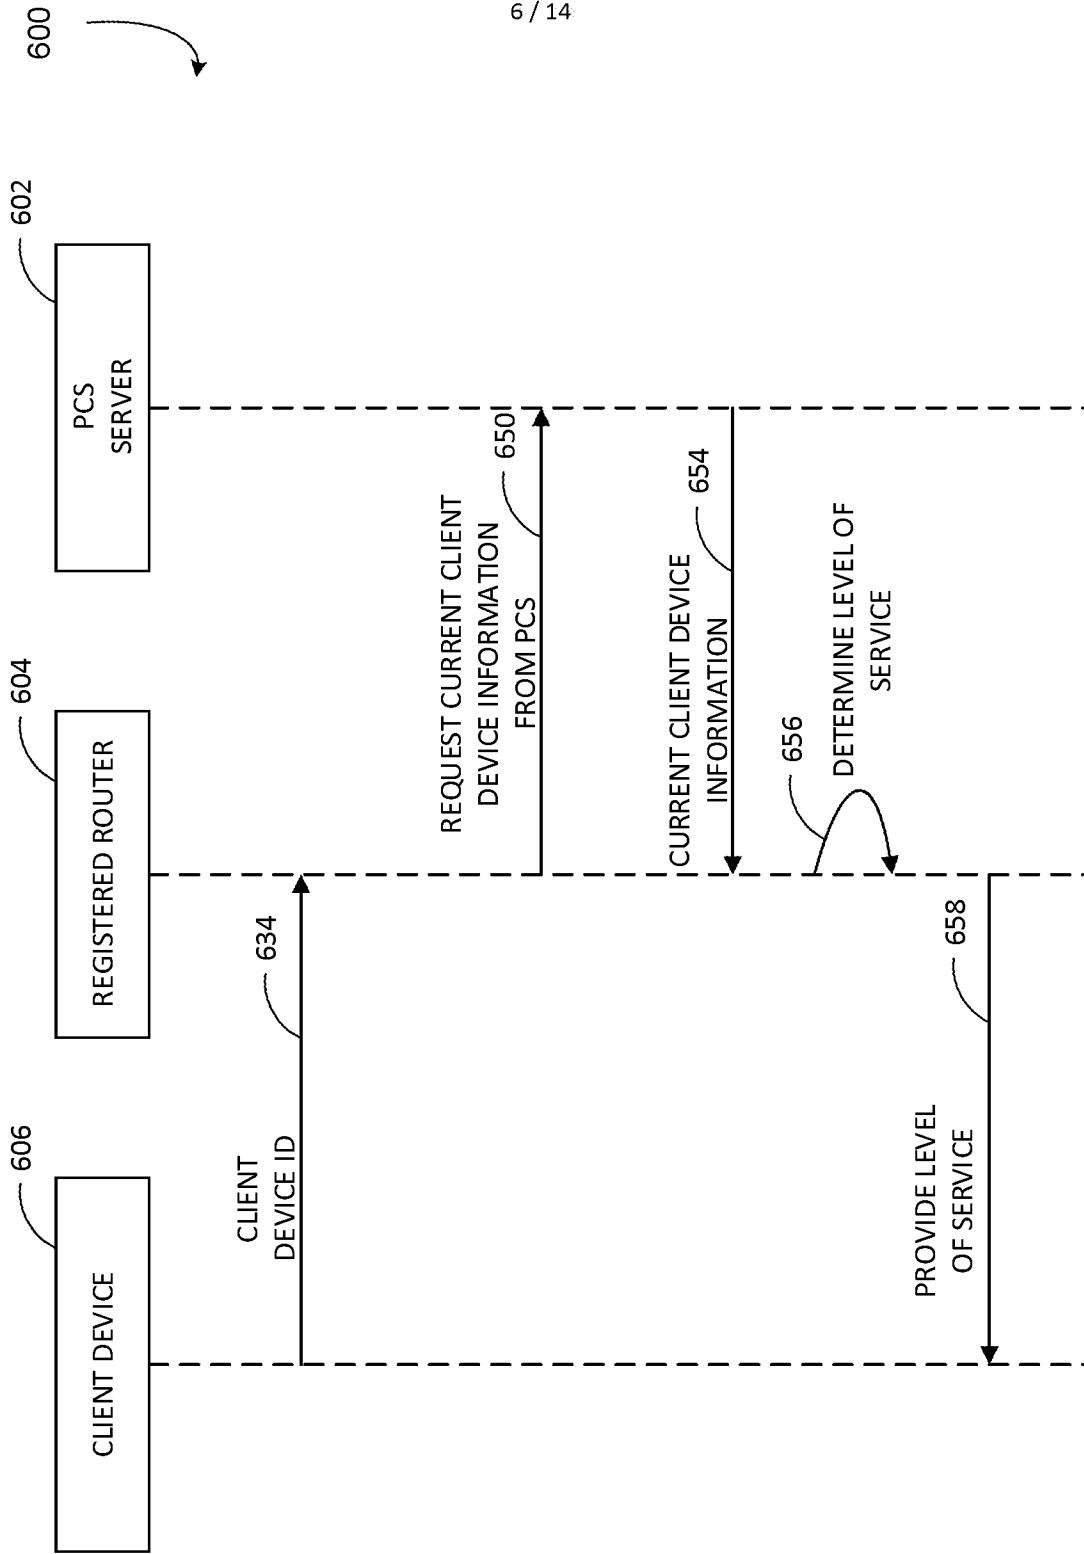 6 / 14
600
CLIENT DEVICE
606
REGISTERED ROUTER
604
PCS
SERVER
602
CLIENT
DEVICE ID
634
REQUEST CURRENT CLIENT
DEVICE INFORMATION
FROM PCS
650
CURRENT CLIENT DEVICE
INFORMATION
654
656
DETERMINE LEVEL OF
SERVICE
PROVIDE LEVEL
OF SERVICE
658